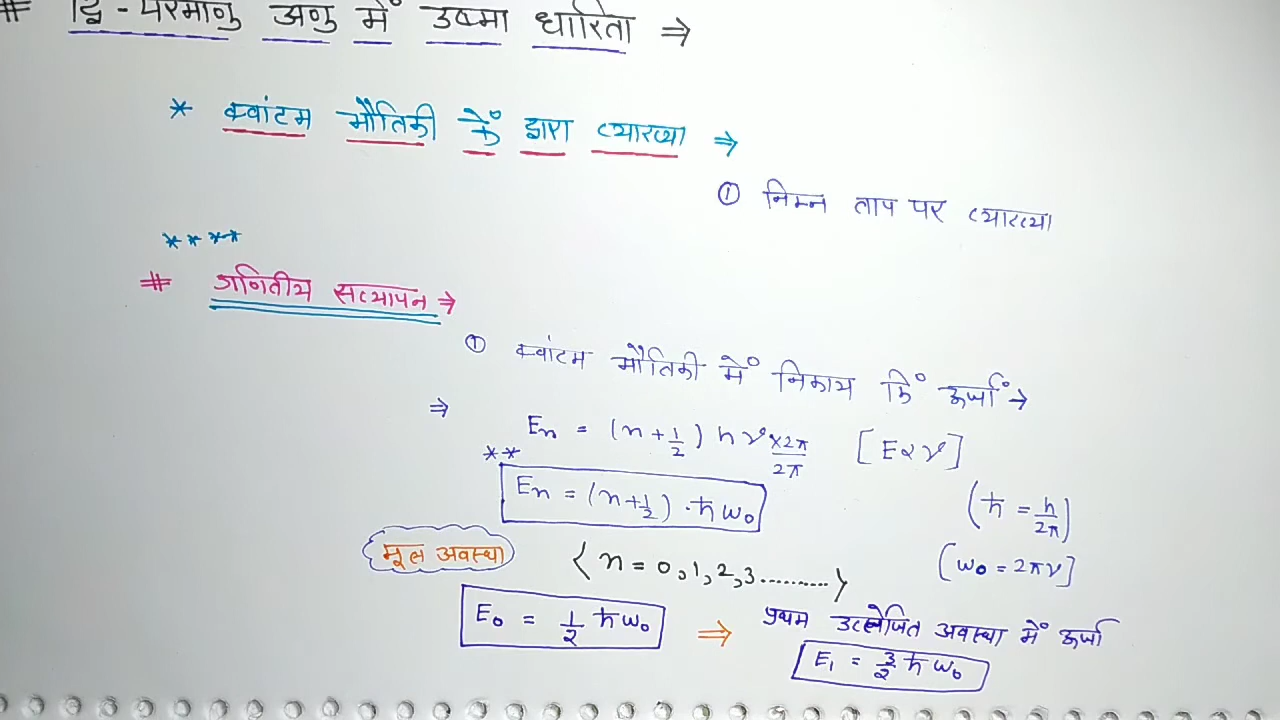 # द्वि - परमाणु अणु में उष्मा धारिता ⇒
* क्वांटम भौतिकी के द्वारा व्याख्या ⇒
① निम्न ताप पर व्याख्या
****
# गणितीय सत्यापन ⇒
① क्वांटम भौतिकी में निकाय कि ऊर्जा →
⇒ En = (n + 1/2) hν ×2π/2π [E∝ν]
** En = (n+1/2) · ħω₀ (ħ = h/2π)
मूल अवस्था {n = 0,1,2,3..........} [ω₀ = 2πν]
E₀ = 1/2 ħω₀ ⇒ प्रथम उत्तेजित अवस्था में ऊर्जा
E₁ = 3/2 ħω₀